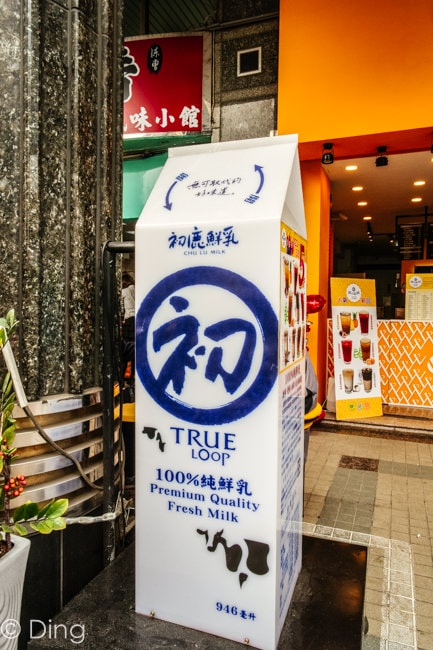 味小館
無可取代的
好味道
初鹿鮮乳
CHU LU MILK
初
TRUE
LOOP
100%純鮮乳
Premium Quality
Fresh Milk
946毫升
© Ding